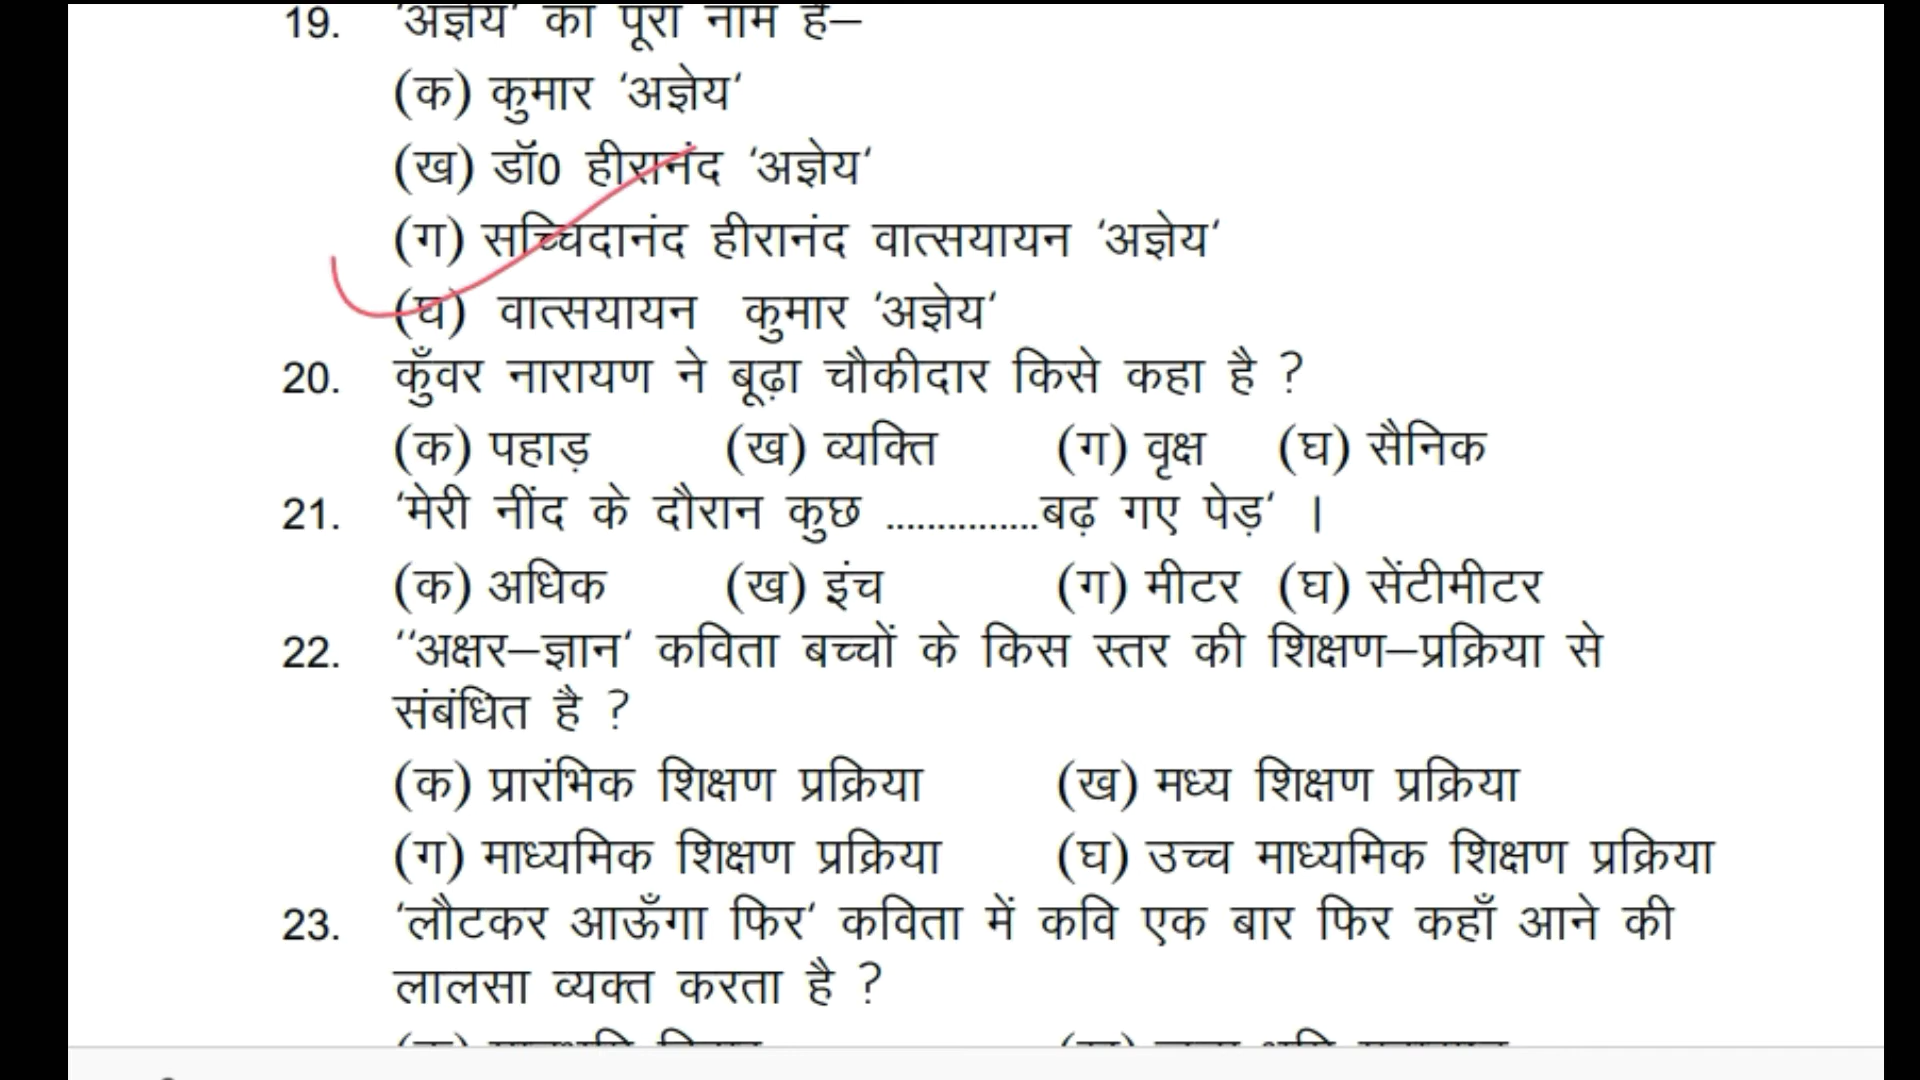 19. 'अज्ञेय' का पूरा नाम है–
(क) कुमार 'अज्ञेय'
(ख) डॉ0 हीरानंद 'अज्ञेय'
(ग) सच्चिदानंद हीरानंद वात्सयायन 'अज्ञेय'
(घ) वात्सयायन कुमार 'अज्ञेय'
20. कुँवर नारायण ने बूढ़ा चौकीदार किसे कहा है ?
(क) पहाड़ (ख) व्यक्ति (ग) वृक्ष (घ) सैनिक
21. 'मेरी नींद के दौरान कुछ ...............बढ़ गए पेड़' ।
(क) अधिक (ख) इंच (ग) मीटर (घ) सेंटीमीटर
22. ''अक्षर–ज्ञान' कविता बच्चों के किस स्तर की शिक्षण–प्रक्रिया से
संबंधित है ?
(क) प्रारंभिक शिक्षण प्रक्रिया (ख) मध्य शिक्षण प्रक्रिया
(ग) माध्यमिक शिक्षण प्रक्रिया (घ) उच्च माध्यमिक शिक्षण प्रक्रिया
23. 'लौटकर आऊँगा फिर' कविता में कवि एक बार फिर कहाँ आने की
लालसा व्यक्त करता है ?